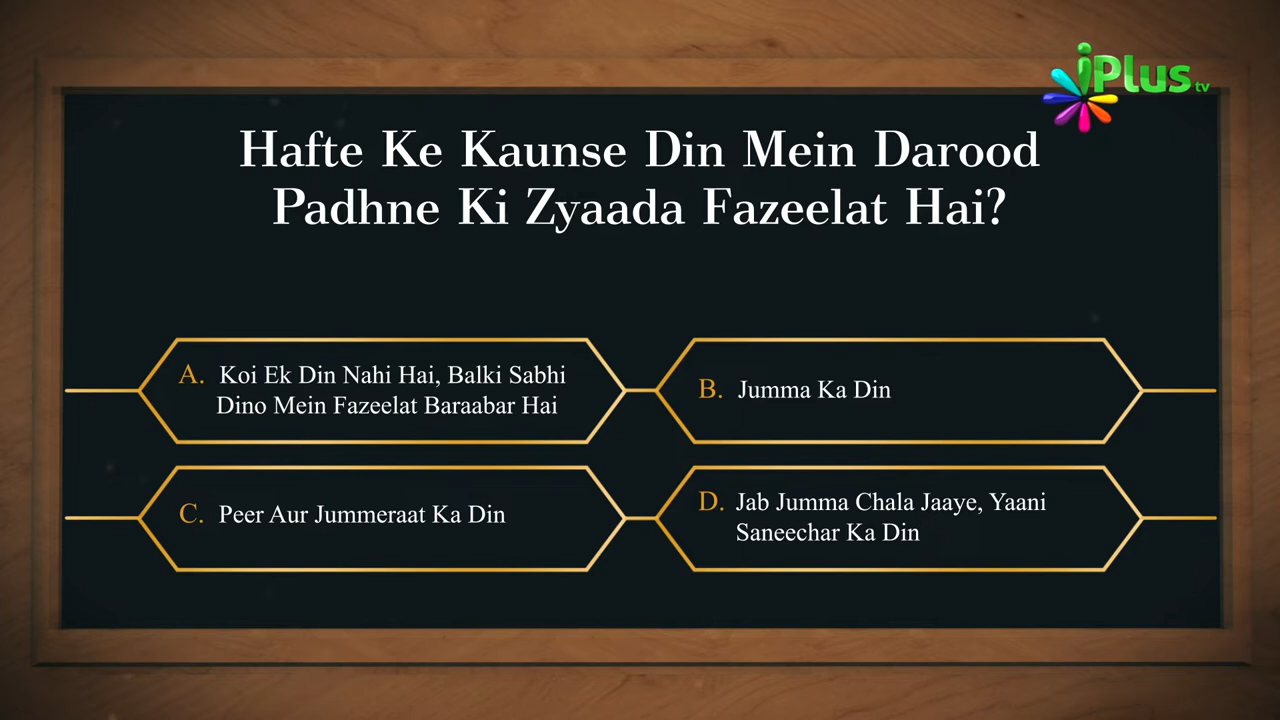 iPlus tv
Hafte Ke Kaunse Din Mein Darood
Padhne Ki Zyaada Fazeelat Hai?
A. Koi Ek Din Nahi Hai, Balki Sabhi
Dino Mein Fazeelat Baraabar Hai
B. Jumma Ka Din
C. Peer Aur Jummeraat Ka Din
D. Jab Jumma Chala Jaaye, Yaani
Saneechar Ka Din